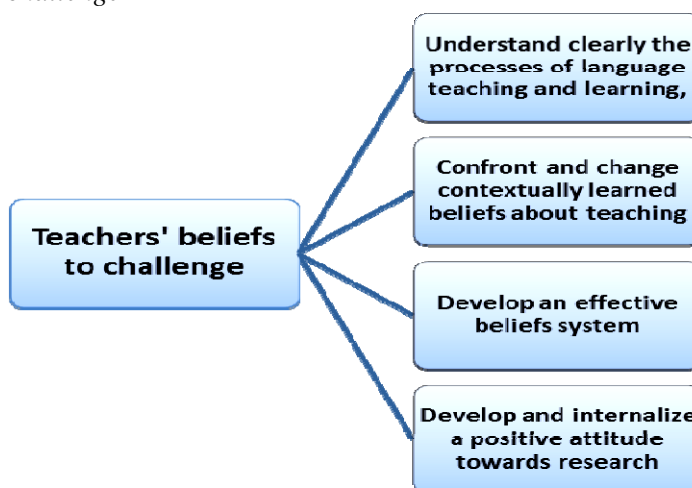 Understand clearly the
processes of language
teaching and learning,
Confront and change
contextually learned
beliefs about teaching
Teachers' beliefs
to challenge
Develop an effective
beliefs system
Develop and internalize
a positive attitude
towards research